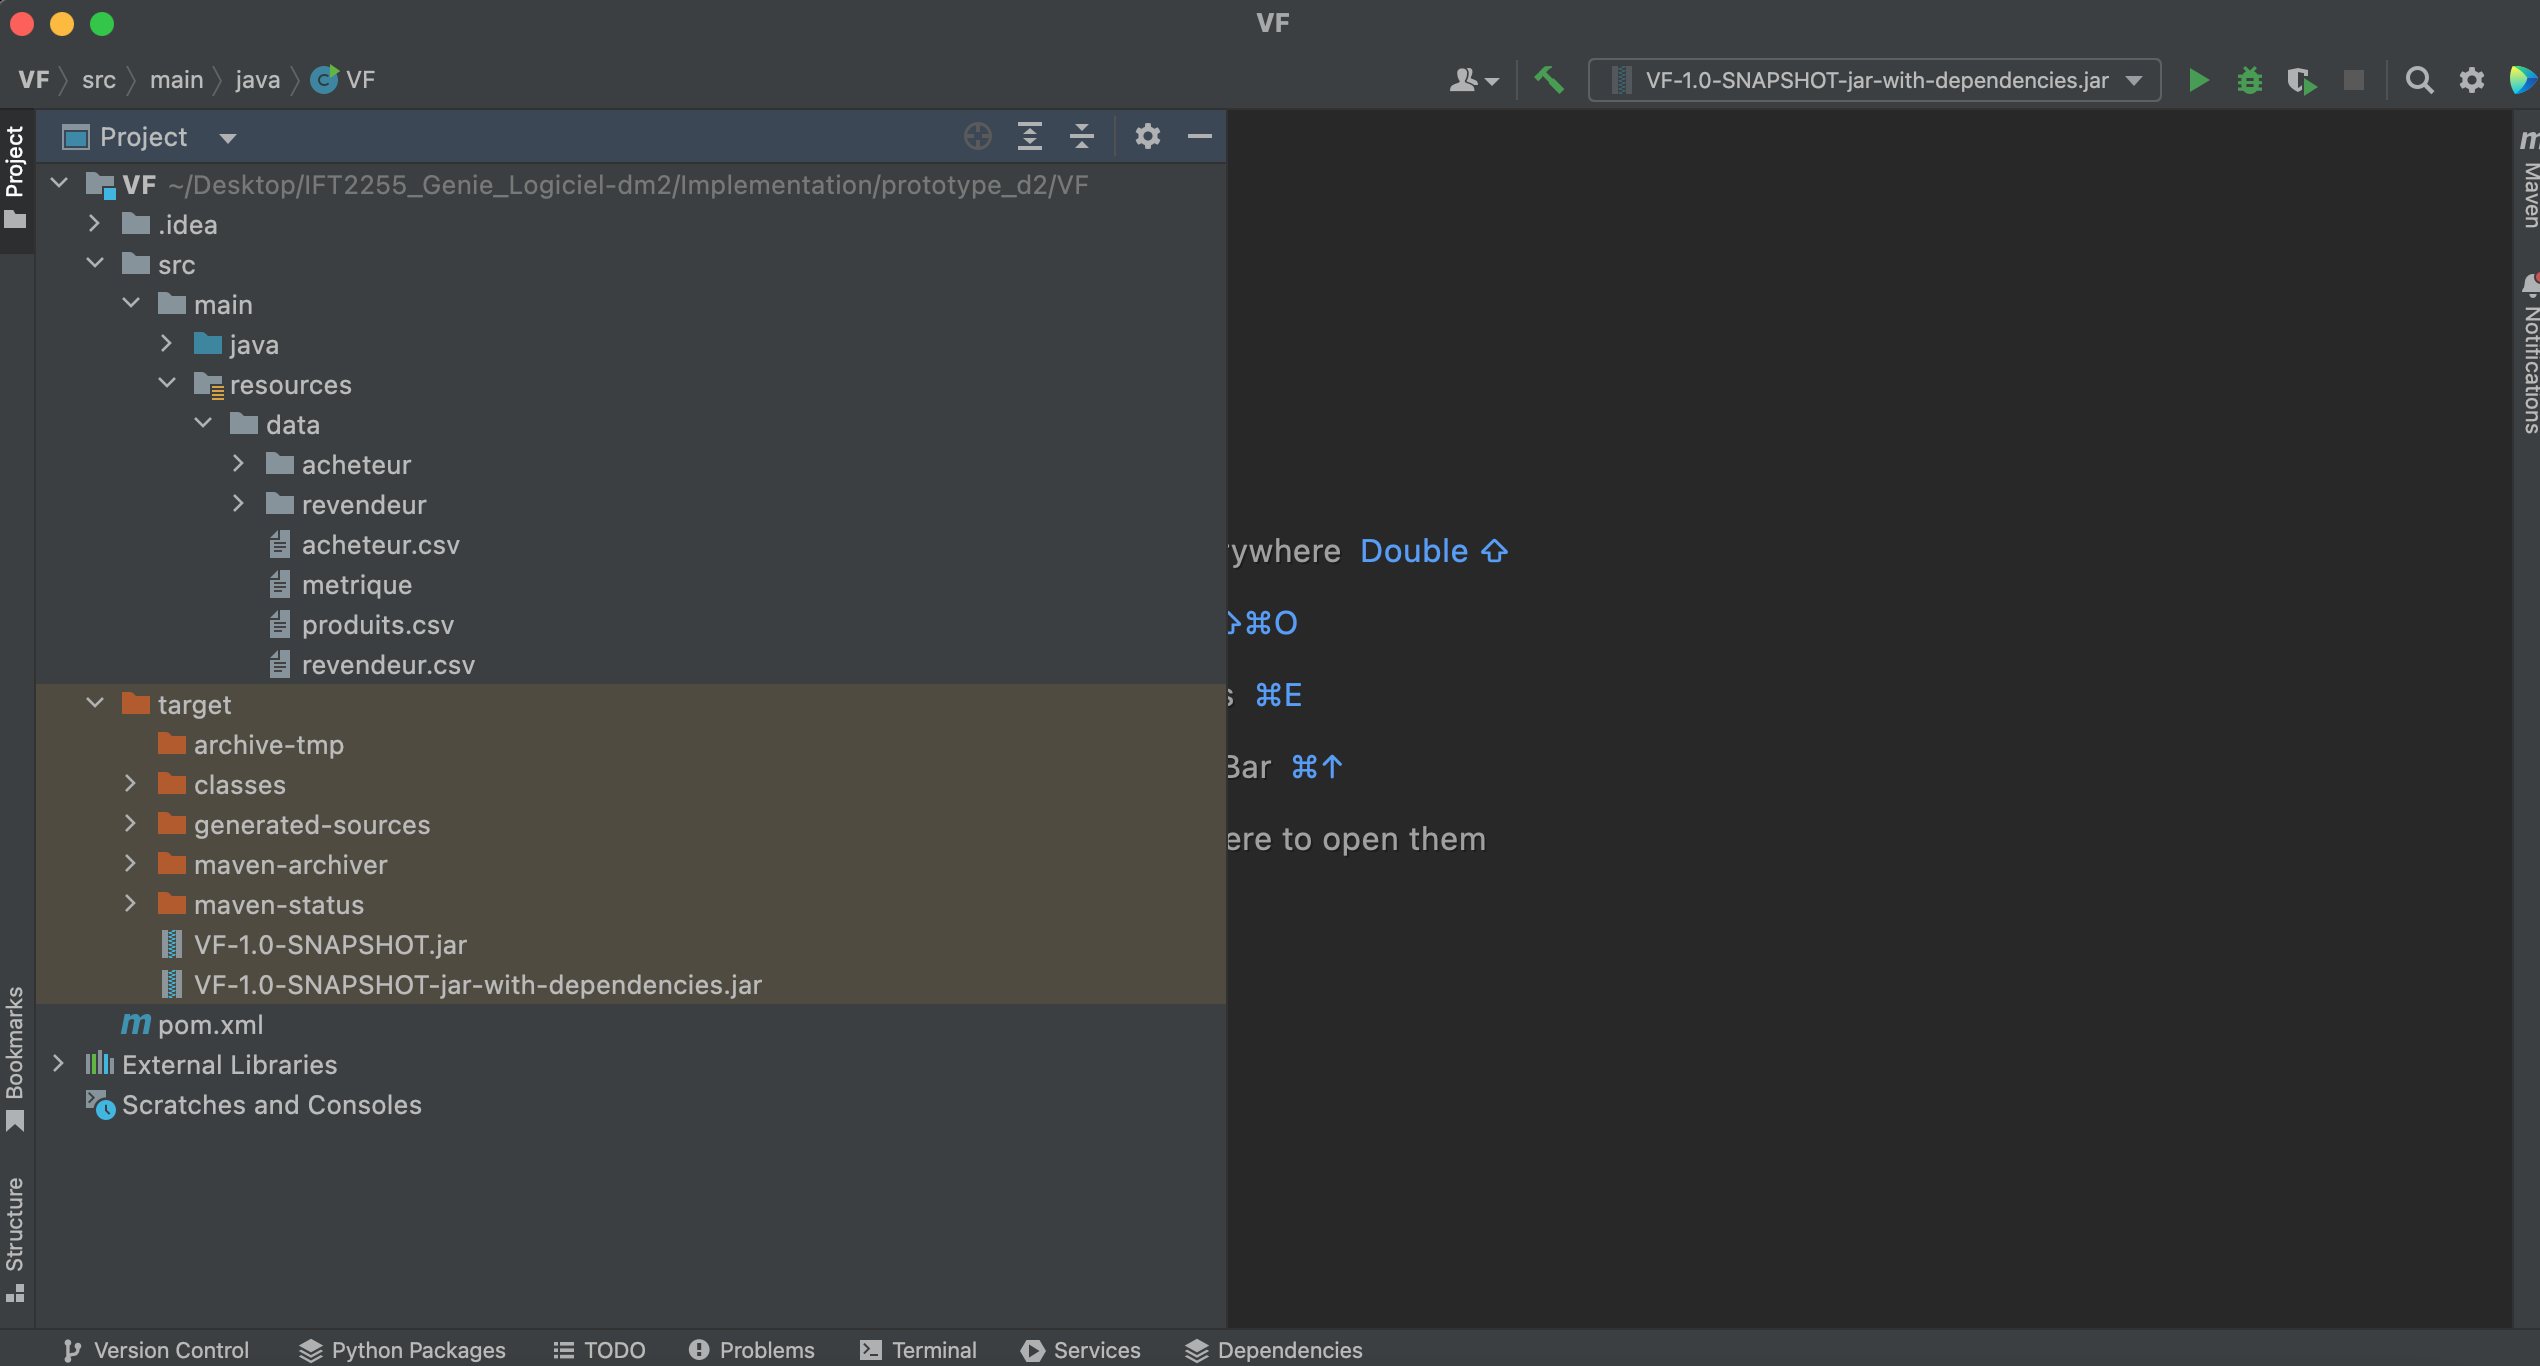 VF
VF src main java VF
VF-1.0-SNAPSHOT-jar-with-dependencies.jar
Project
Project
VF ~/Desktop/IFT2255_Genie_Logiciel-dm2/Implementation/prototype_d2/VF
.idea
src
main
java
resources
data
acheteur
revendeur
acheteur.csv
metrique
produits.csv
revendeur.csv
target
archive-tmp
classes
generated-sources
maven-archiver
maven-status
VF-1.0-SNAPSHOT.jar
VF-1.0-SNAPSHOT-jar-with-dependencies.jar
pom.xml
External Libraries
Scratches and Consoles
Bookmarks
Structure
ywhere Double ⇧
⇧⌘O
s ⌘E
Bar ⌘↑
ere to open them
Maven
Notifications
Version Control Python Packages TODO Problems Terminal Services Dependencies